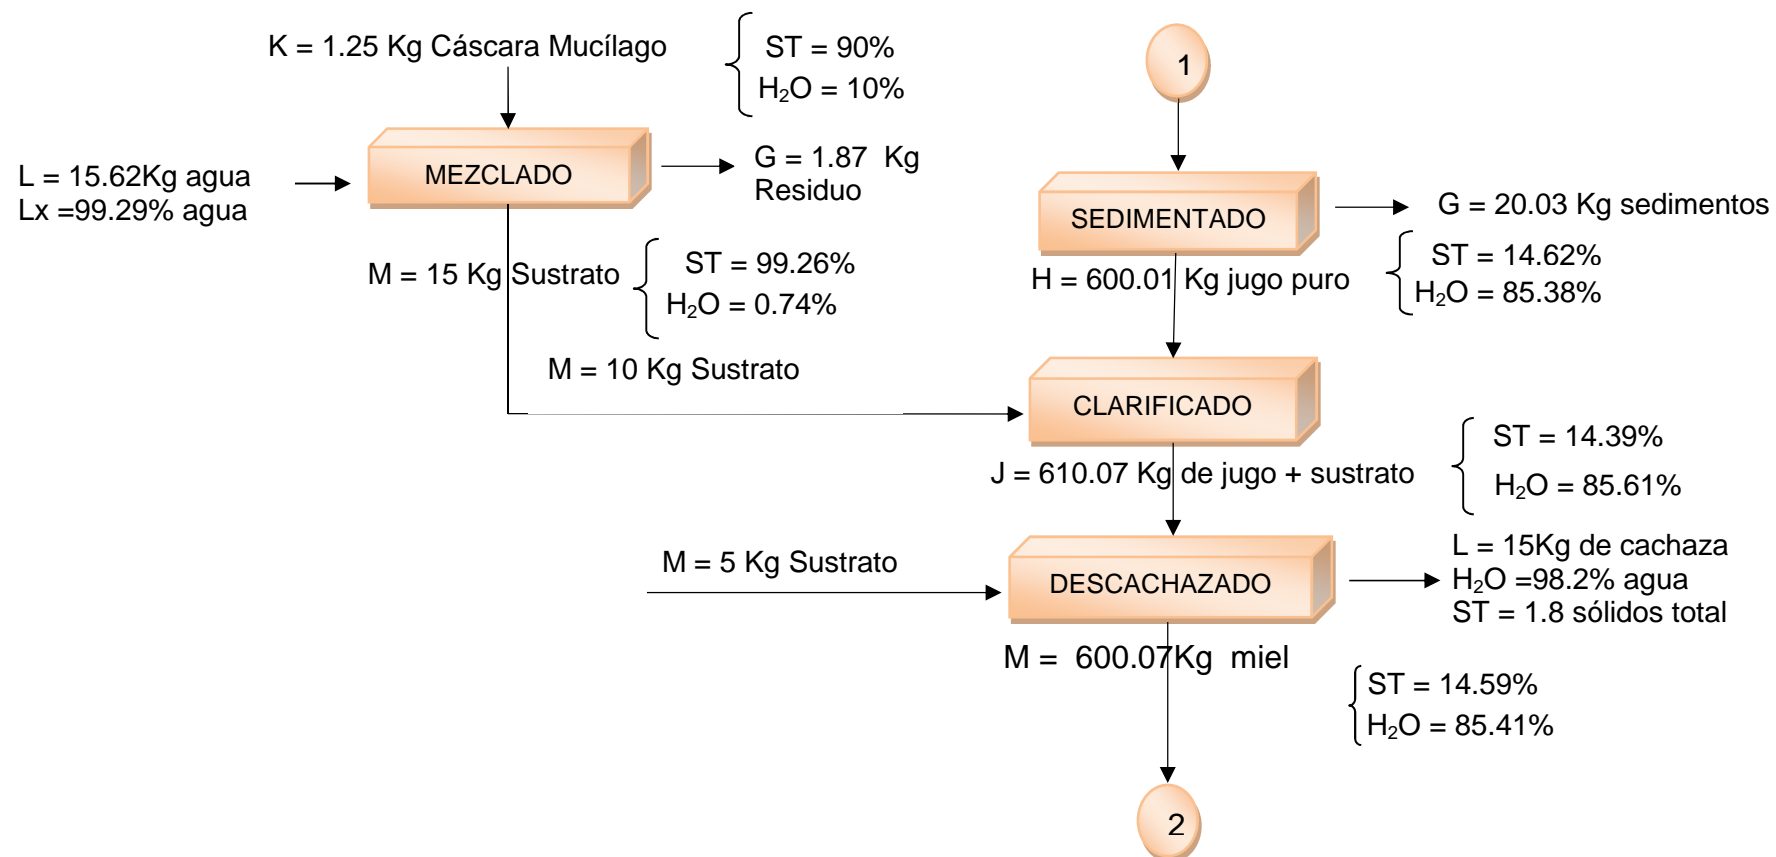 K = 1.25 Kg Cáscara Mucílago
ST = 90%
H₂O = 10%
L = 15.62Kg agua
Lx =99.29% agua
MEZCLADO
G = 1.87 Kg
Residuo
M = 15 Kg Sustrato
ST = 99.26%
H₂O = 0.74%
M = 10 Kg Sustrato
1
SEDIMENTADO
G = 20.03 Kg sedimentos
H = 600.01 Kg jugo puro
ST = 14.62%
H₂O = 85.38%
CLARIFICADO
J = 610.07 Kg de jugo + sustrato
ST = 14.39%
H₂O = 85.61%
M = 5 Kg Sustrato
DESCACHAZADO
L = 15Kg de cachaza
H₂O =98.2% agua
ST = 1.8 sólidos total
M = 600.07Kg miel
ST = 14.59%
H₂O = 85.41%
2